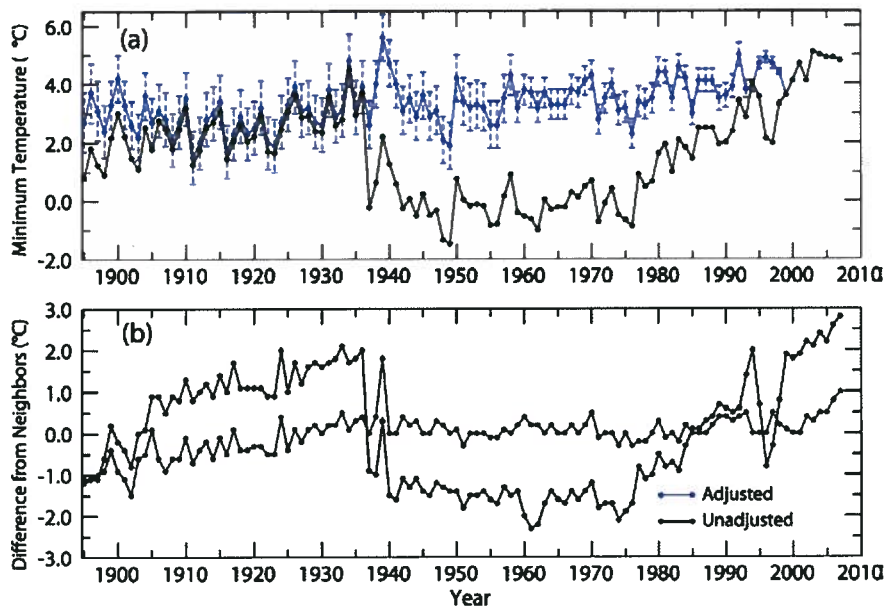 6.0
4.0
2.0
0.0
-2.0
Minimum Temperature ( °C)
(a)
1900 1910 1920 1930 1940 1950 1960 1970 1980 1990 2000 2010
3.0
2.0
1.0
0.0
-1.0
-2.0
-3.0
Difference from Neighbors (°C)
(b)
Adjusted
Unadjusted
1900 1910 1920 1930 1940 1950 1960 1970 1980 1990 2000 2010
Year